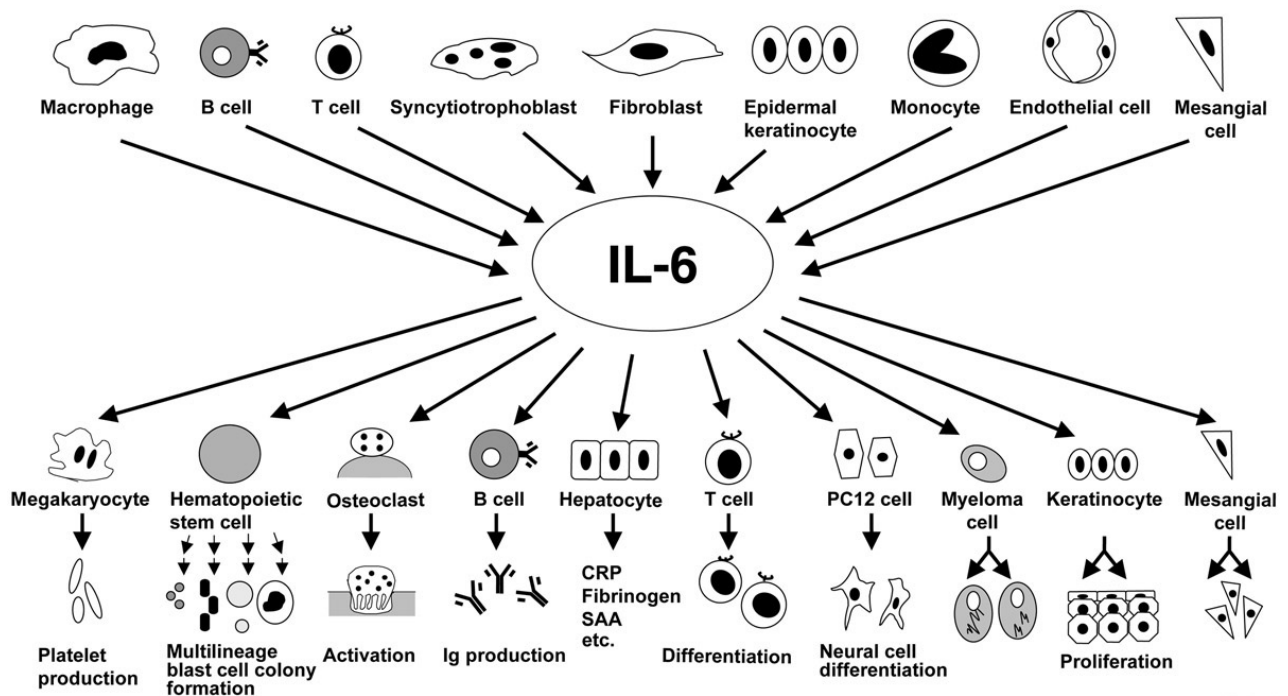 Macrophage
B cell
T cell
Syncytiotrophoblast
Fibroblast
Epidermal
keratinocyte
Monocyte
Endothelial cell
Mesangial
cell
IL-6
Megakaryocyte
Hematopoietic
stem cell
Osteoclast
B cell
Hepatocyte
T cell
PC12 cell
Myeloma
cell
Keratinocyte
Mesangial
cell
Platelet
production
Multilineage
blast cell colony
formation
Activation
Ig production
CRP
Fibrinogen
SAA
etc.
Differentiation
Neural cell
differentiation
Proliferation